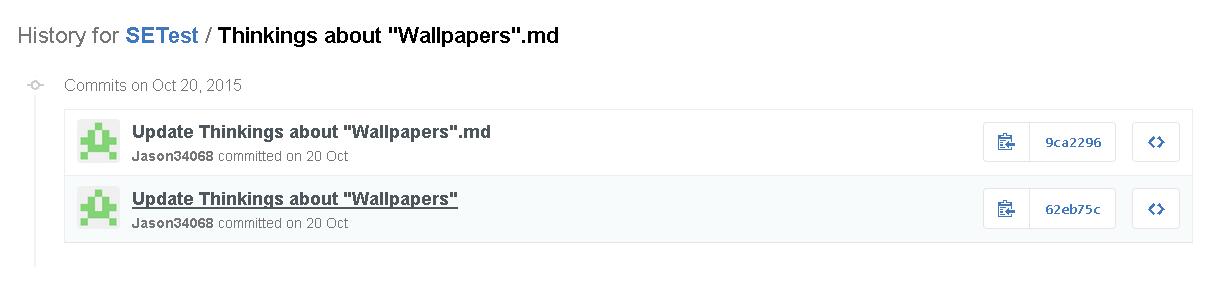 History for SETest / Thinkings about "Wallpapers".md
Commits on Oct 20, 2015
Update Thinkings about "Wallpapers".md
Jason34068 committed on 20 Oct
9ca2296
Update Thinkings about "Wallpapers"
Jason34068 committed on 20 Oct
62eb75c